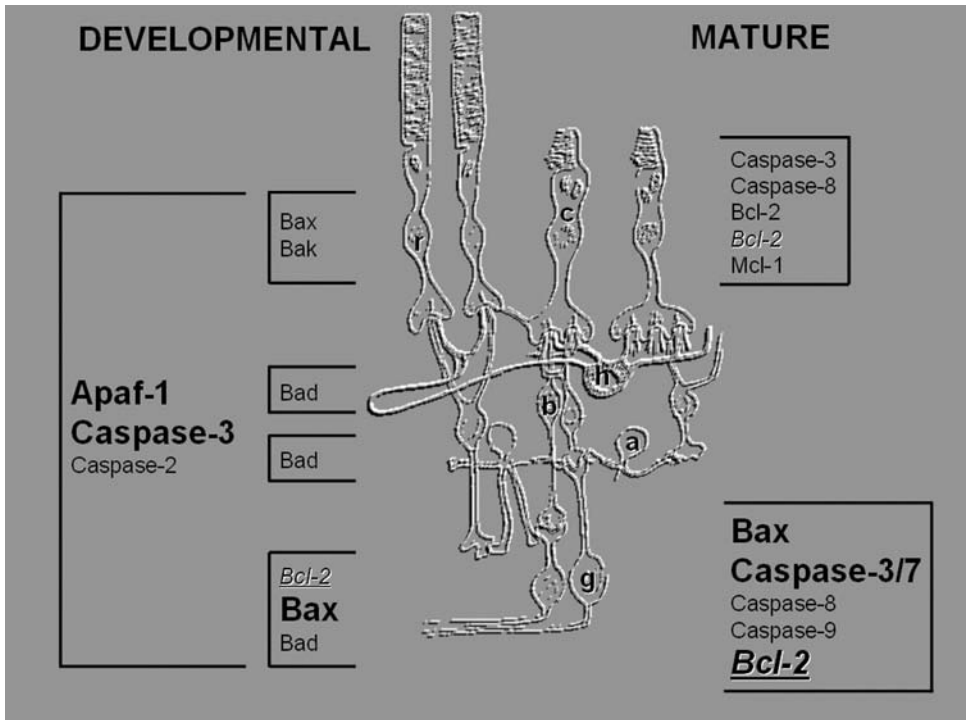 DEVELOPMENTAL
MATURE
Apaf-1
Caspase-3
Caspase-2
Bax
Bak
Bad
Bad
Bcl-2
Bax
Bad
r
c
h
b
a
g
Caspase-3
Caspase-8
Bcl-2
Bcl-2
Mcl-1
Bax
Caspase-3/7
Caspase-8
Caspase-9
Bcl-2